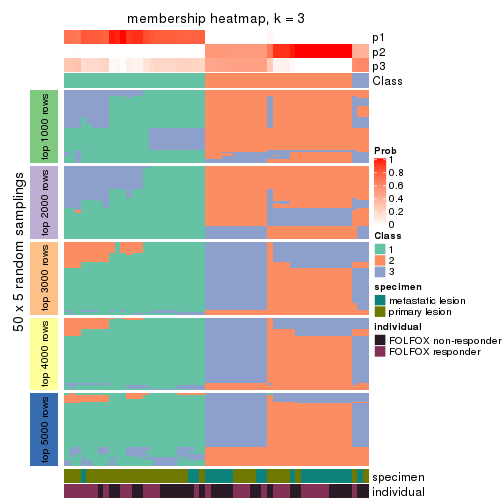 membership heatmap, k = 3
p1
p2
p3
Class
50 x 5 random samplings
top 1000 rows
top 2000 rows
top 3000 rows
top 4000 rows
top 5000 rows
Prob
1
0.8
0.6
0.4
0.2
0
Class
1
2
3
specimen
metastatic lesion
primary lesion
individual
FOLFOX non-responder
FOLFOX responder
specimen
individual